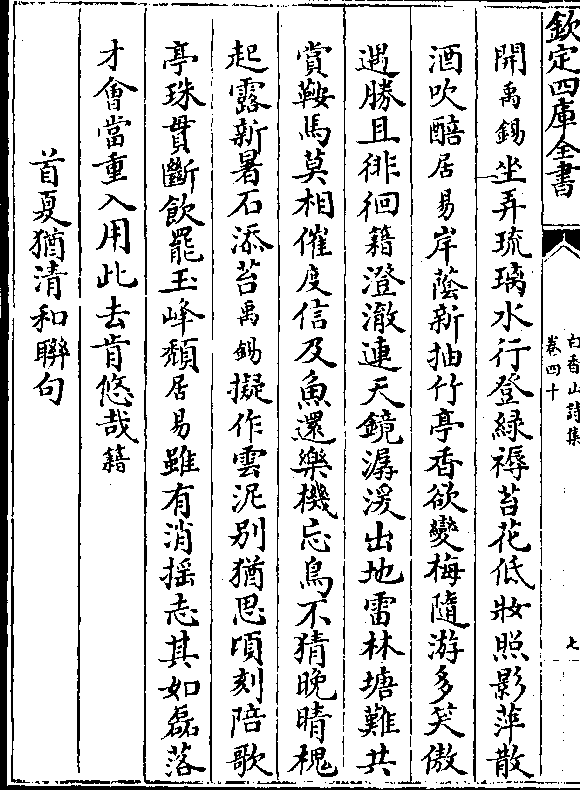 欽定四庫全書
白香山詩集
卷四十
七
開禹錫坐弄琉璃水行登綠褥苔花低妝照影萍散
酒吹醅居易岸蔭新抽竹亭香欲變梅隨游多笑傲
遇勝且徘徊籍澄澈連天鏡潺湲出地雷林塘難共
賞鞍馬莫相催度信及魚還樂機忘鳥不猜晚晴槐
起露新暑石添苔禹錫擬作雲泥別猶思頃刻陪歌
亭珠貫斷飲罷玉峰頹居易雖有消搖志其如磊落
才會當重入用此去肯悠哉籍
首夏猶清和聯句